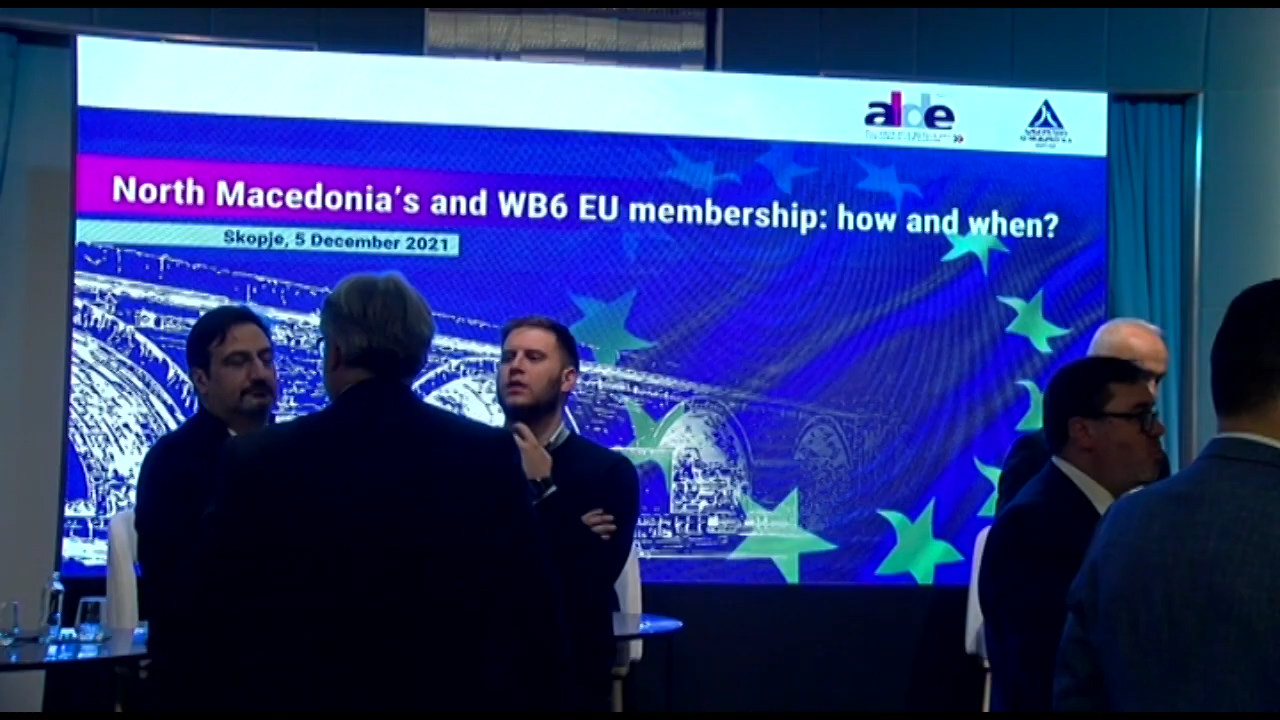 alde
North Macedonia's and WB6 EU membership: how and when?
Skopje, 5 December 2021